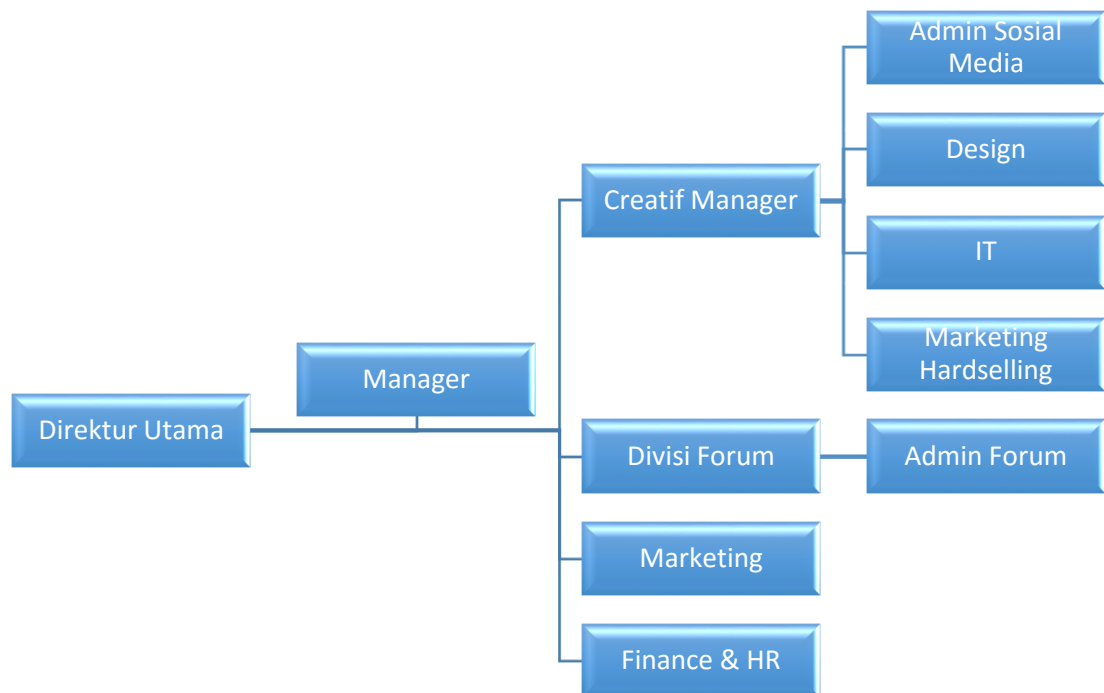 Direktur Utama
Manager
Creatif Manager
Admin Sosial
Media
Design
IT
Marketing
Hardselling
Divisi Forum
Admin Forum
Marketing
Finance & HR